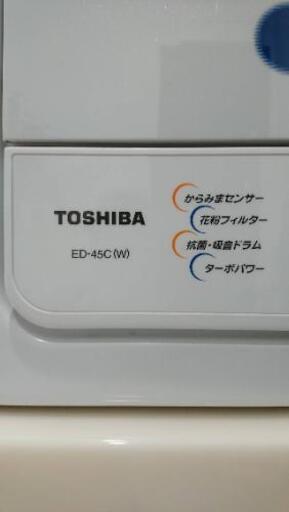 TOSHIBA
ED-45C(W)
からみまセンサー
花粉フィルター
抗菌・吸音ドラム
ターボパワー